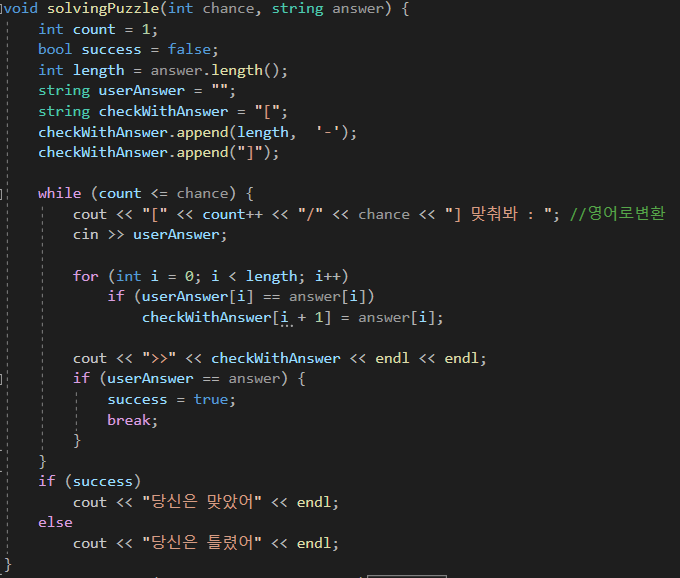 void solvingPuzzle(int chance, string answer) {
    int count = 1;
    bool success = false;
    int length = answer.length();
    string userAnswer = "";
    string checkWithAnswer = "[";
    checkWithAnswer.append(length,  '-');
    checkWithAnswer.append("]");

    while (count <= chance) {
        cout << "[" << count++ << "/" << chance << "] 맞춰봐 : "; //영어로변환
        cin >> userAnswer;

        for (int i = 0; i < length; i++)
            if (userAnswer[i] == answer[i])
                checkWithAnswer[i + 1] = answer[i];

        cout << ">>" << checkWithAnswer << endl << endl;
        if (userAnswer == answer) {
            success = true;
            break;
        }
    }
    if (success)
        cout << "당신은 맞았어" << endl;
    else
        cout << "당신은 틀렸어" << endl;
}